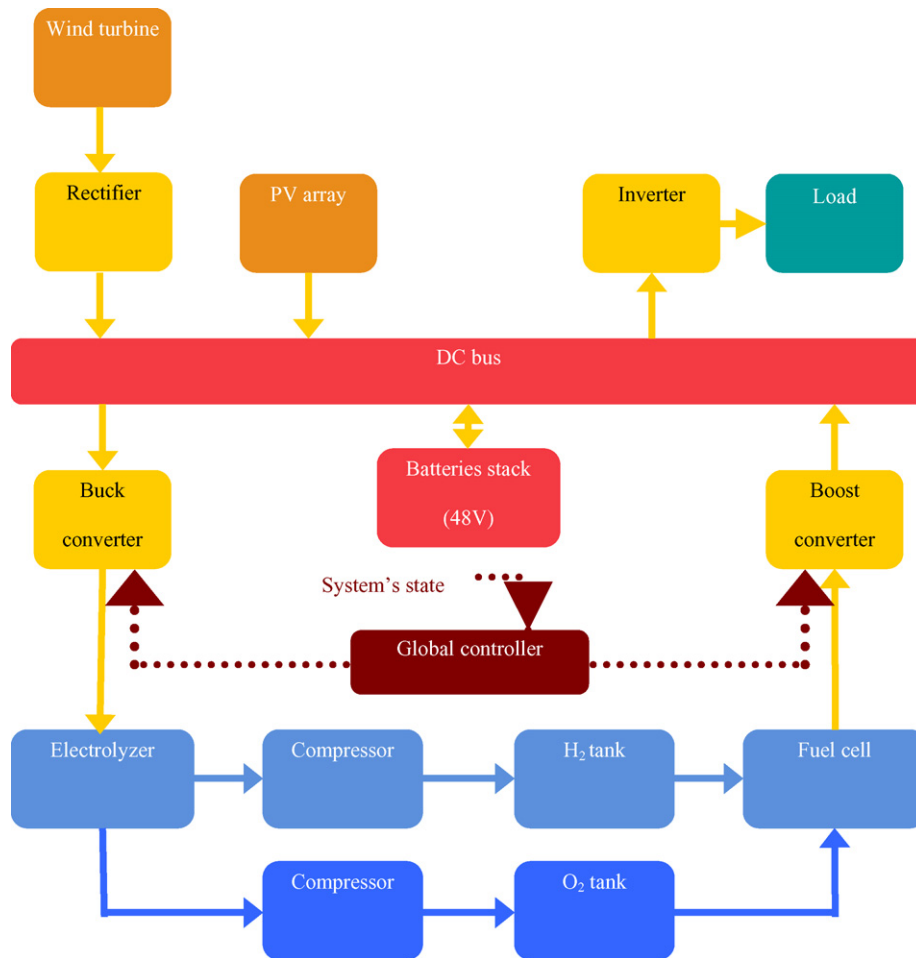 Wind turbine
Rectifier
PV array
Inverter
Load
DC bus
Buck
converter
Batteries stack
(48V)
Boost
converter
System’s state
Global controller
Electrolyzer
Compressor
H₂ tank
Fuel cell
Compressor
O₂ tank